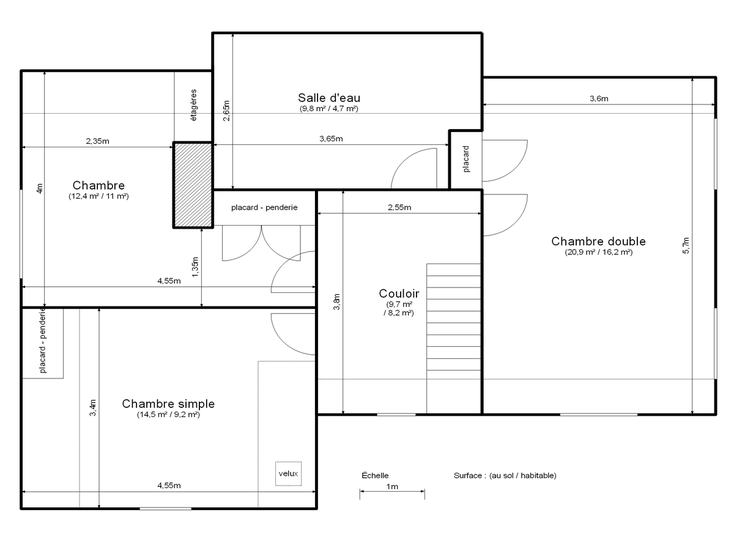 Salle d'eau
(9,8 m² / 4,7 m²)
2,65m
3,65m
étagères
2,35m
4m
Chambre
(12,4 m² / 11 m²)
placard - penderie
1,35m
4,55m
3,6m
placard
5,7m
Chambre double
(20,9 m² / 16,2 m²)
2,55m
3,8m
Couloir
(9,7 m²
/ 8,2 m²)
placard - penderie
3,4m
Chambre simple
(14,5 m² / 9,2 m²)
velux
4,55m
Échelle
1m
Surface : (au sol / habitable)